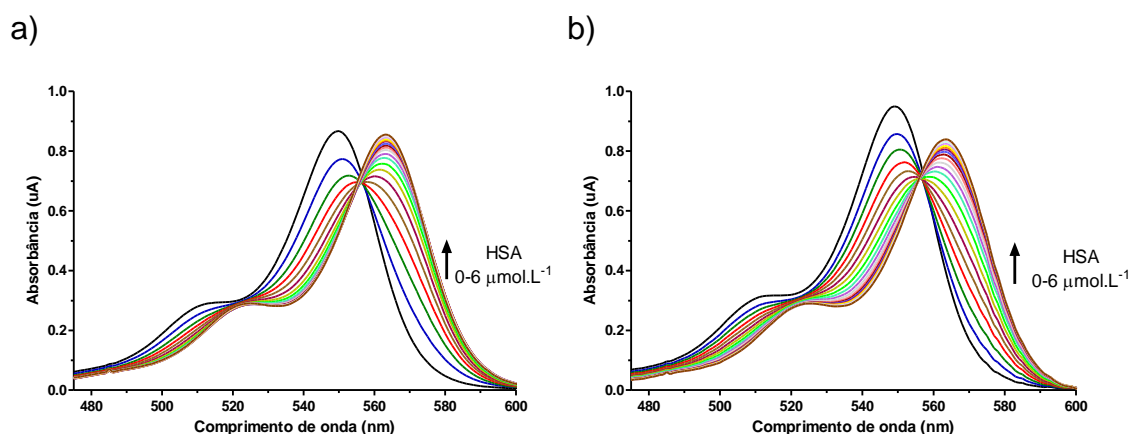 a)
b)
1.0
0.8
0.6
0.4
0.2
0.0
Absorbância (uA)
480 500 520 540 560 580 600
Comprimento de onda (nm)
HSA
0-6 μmol.L⁻¹
1.0
0.8
0.6
0.4
0.2
0.0
Absorbância (uA)
480 500 520 540 560 580 600
Comprimento de onda (nm)
HSA
0-6 μmol.L⁻¹